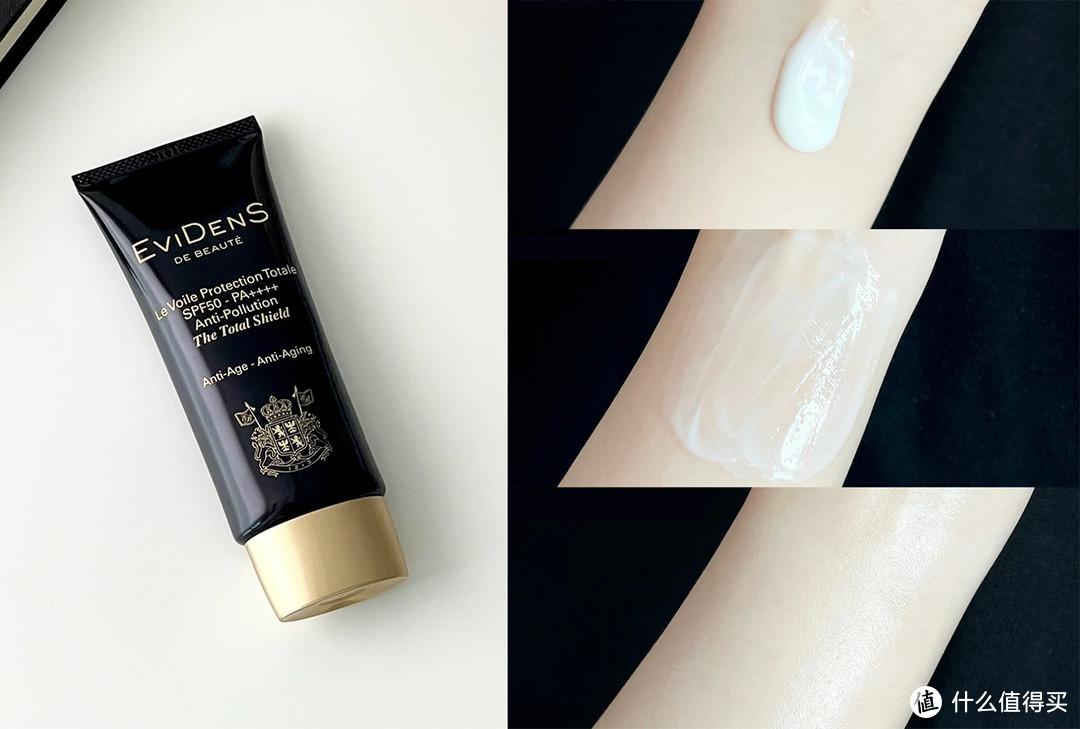 EVIDENS
DE BEAUTÉ
Le Voile Protection Totale
SPF50 - PA++++
Anti-Pollution
The Total Shield
Anti-Age - Anti-Aging
值 什么值得买